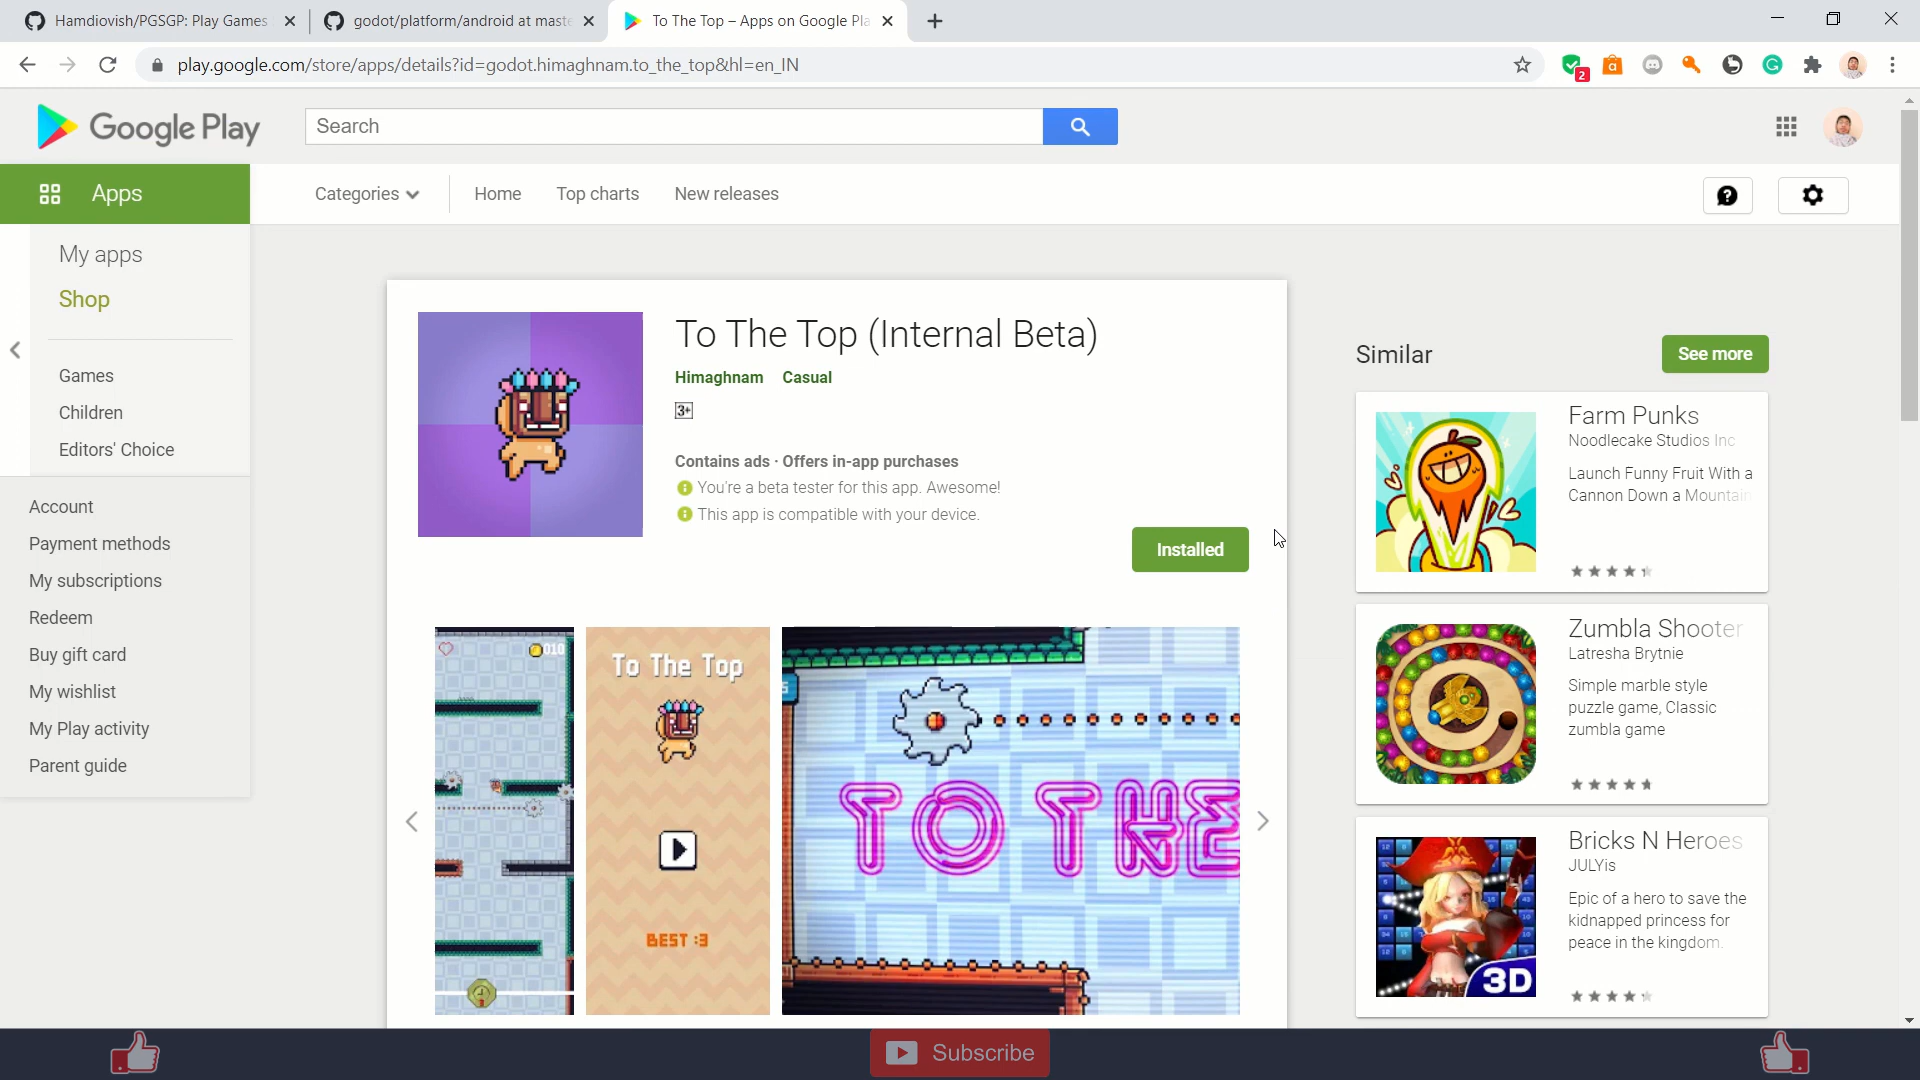 Hamdiovish/PGSGP: Play Games
godot/platform/android at maste
To The Top – Apps on Google Pla
play.google.com/store/apps/details?id=godot.himaghnam.to_the_top&hl=en_IN
2
Google Play
Search
Apps
Categories
Home
Top charts
New releases
My apps
Shop
Games
Children
Editors' Choice
Account
Payment methods
My subscriptions
Redeem
Buy gift card
My wishlist
My Play activity
Parent guide
To The Top (Internal Beta)
Himaghnam Casual
3+
Contains ads · Offers in-app purchases
You're a beta tester for this app. Awesome!
This app is compatible with your device.
Installed
010
To The Top
BEST :3
TO THE
Similar
See more
Farm Punks
Noodlecake Studios Inc
Launch Funny Fruit With a
Cannon Down a Mountain
Zumbla Shooter
Latresha Brytnie
Simple marble style
puzzle game, Classic
zumbla game
Bricks N Heroes
JULYis
Epic of a hero to save the
kidnapped princess for
peace in the kingdom.
3D
Subscribe